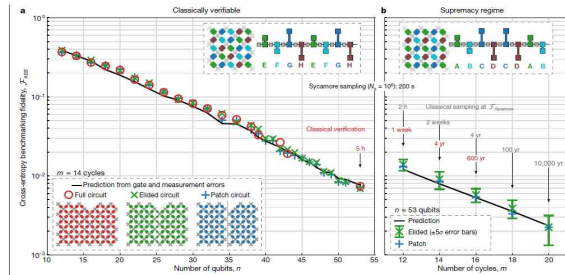 a
Classically verifiable
b
Supremacy regime
E F G H E F G H
A B C D C D A B
Sycamore sampling (Nₛ = 10⁶): 200 s
Cross-entropy benchmarking fidelity, ℱXEB
10⁰
10⁻¹
10⁻²
10⁻³
Classical verification
5 h
m = 14 cycles
Prediction from gate and measurement errors
Full circuit
Elided circuit
Patch circuit
2 h
Classical sampling at ℱSycamore
1 week
2 weeks
4 yr
4 yr
600 yr
100 yr
10,000 yr
n = 53 qubits
Prediction
Elided (±5σ error bars)
Patch
10 15 20 25 30 35 40 45 50 55
Number of qubits, n
12 14 16 18 20
Number of cycles, m